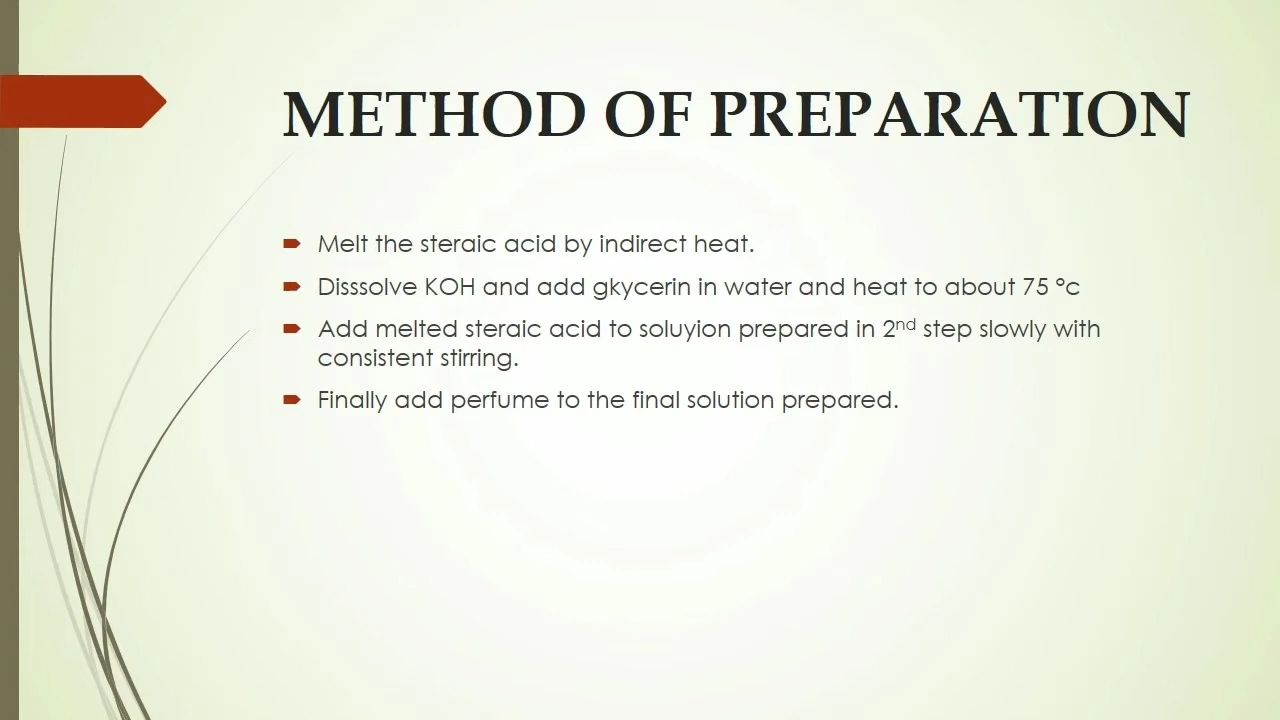 METHOD OF PREPARATION
Melt the steraic acid by indirect heat.
Disssolve KOH and add gkycerin in water and heat to about 75 °c
Add melted steraic acid to soluyion prepared in 2nd step slowly with
consistent stirring.
Finally add perfume to the final solution prepared.